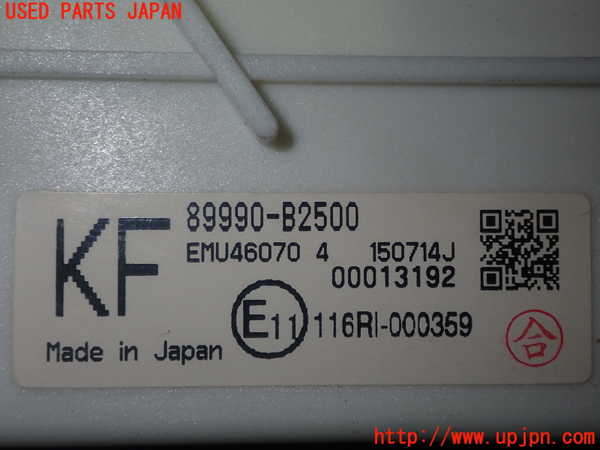 USED PARTS JAPAN
KF
89990-B2500
EMU46070 4 150714J
00013192
E11 116RI-000359
Made in Japan
合
http://www.upjpn.com